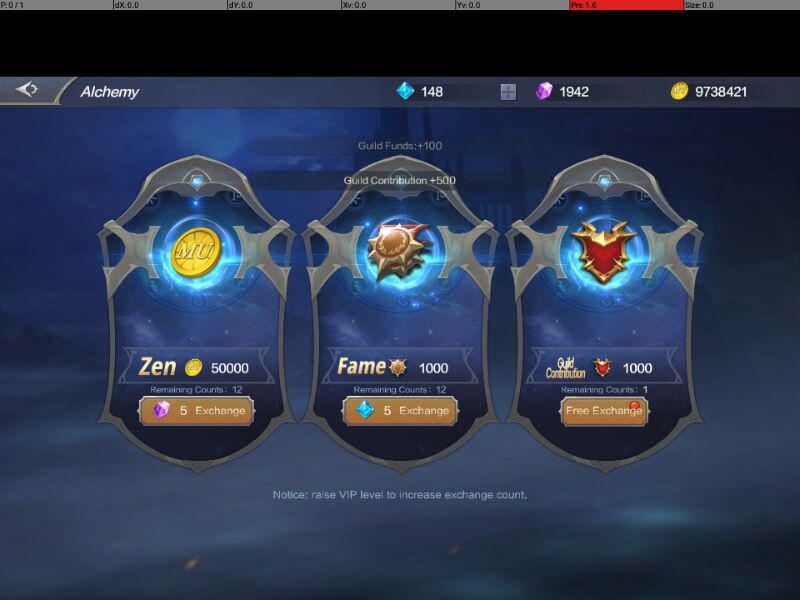 P: 0 / 1 dX: 0.0 dY: 0.0 Xv: 0.0 Yv: 0.0 Prs: 1.0 Size: 0.0
Alchemy 148 1942 9738421
Guild Funds:+100
Guild Contribution +500
MU
Zen 50000
Remaining Counts: 12
5 Exchange
Fame 1000
Remaining Counts: 12
5 Exchange
Guild Contribution 1000
Remaining Counts: 1
Free Exchange
Notice: raise VIP level to increase exchange count.